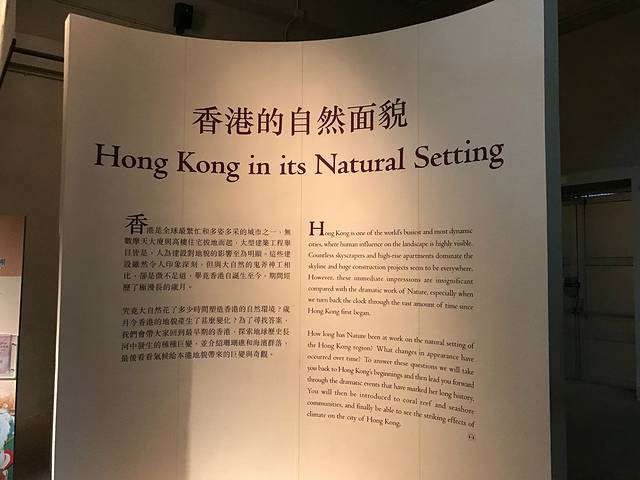 香港的自然面貌
Hong Kong in its Natural Setting
香港是全球最繁忙和多姿多采的城市之一，無
數摩天大廈與高樓住宅拔地而起，大型建築工程舉
目皆是，人為建設對地貌的影響至為明顯。這些建
設雖然令人印象深刻，但與大自然的鬼斧神工相
比，卻是微不足道，畢竟香港自誕生至今，期間經
歷了極漫長的歲月。
究竟大自然花了多少時間塑造香港的自然環境？歲
月令香港的地貌產生了甚麼變化？為了尋找答案，
我們會帶大家回到最早期的香港，探索地球歷史長
河中發生的種種巨變，並介紹珊瑚礁和海濱群落，
最後看看氣候給本港地貌帶來的巨變與奇觀。
Hong Kong is one of the world's busiest and most dynamic
cities, where human influence on the landscape is highly visible.
Countless skyscrapers and high-rise apartments dominate the
skyline and huge construction projects seem to be everywhere.
However, these immediate impressions are insignificant
compared with the dramatic work of Nature, especially when
we turn back the clock through the vast amount of time since
Hong Kong first began.
How long has Nature been at work on the natural setting of
the Hong Kong region? What changes in appearance have
occurred over time? To answer these questions we will take
you back to Hong Kong's beginnings and then lead you forward
through the dramatic events that have marked her long history.
You will then be introduced to coral reef and seashore
communities, and finally be able to see the striking effects of
climate on the city of Hong Kong.